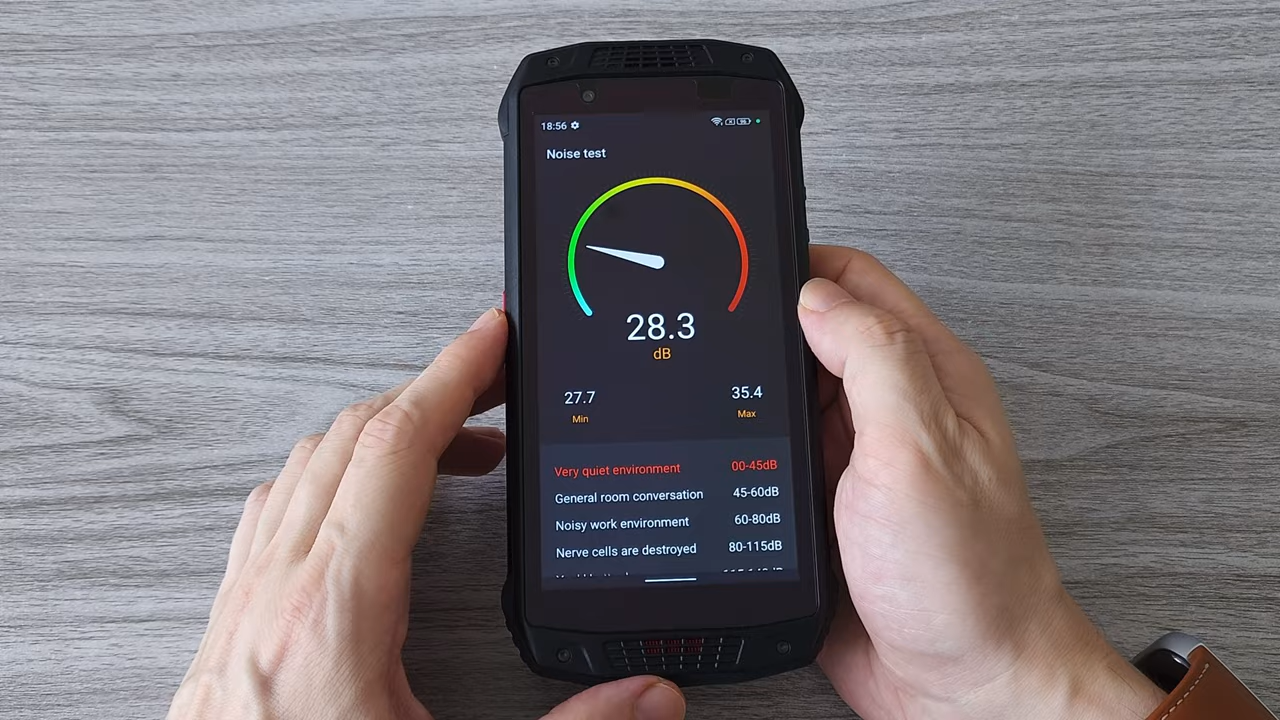 18:56
Noise test
28.3
dB
27.7
35.4
Min
Max
Very quiet environment 00-45dB
General room conversation 45-60dB
Noisy work environment 60-80dB
Nerve cells are destroyed 80-115dB